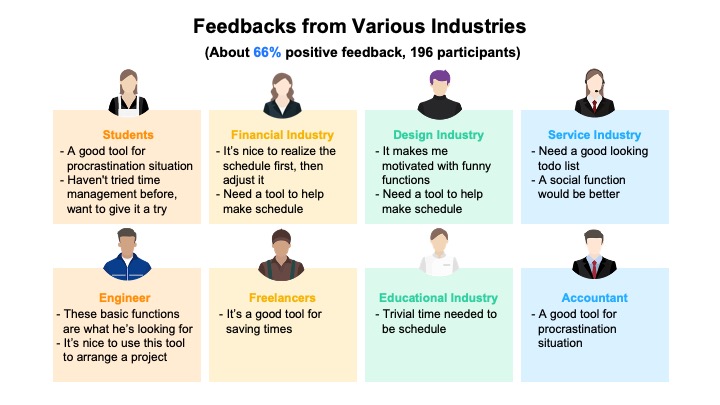 Feedbacks from Various Industries
(About 66% positive feedback, 196 participants)
Students
- A good tool for
procrastination situation
- Haven't tried time
management before,
want to give it a try
Financial Industry
- It's nice to realize the
schedule first, then
adjust it
- Need a tool to help
make schedule
Design Industry
- It makes me
motivated with funny
functions
- Need a tool to help
make schedule
Service Industry
- Need a good looking
todo list
- A social function
would be better
Engineer
- These basic functions
are what he's looking for
- It's nice to use this tool
to arrange a project
Freelancers
- It's a good tool for
saving times
Educational Industry
- Trivial time needed to
be schedule
Accountant
- A good tool for
procrastination
situation